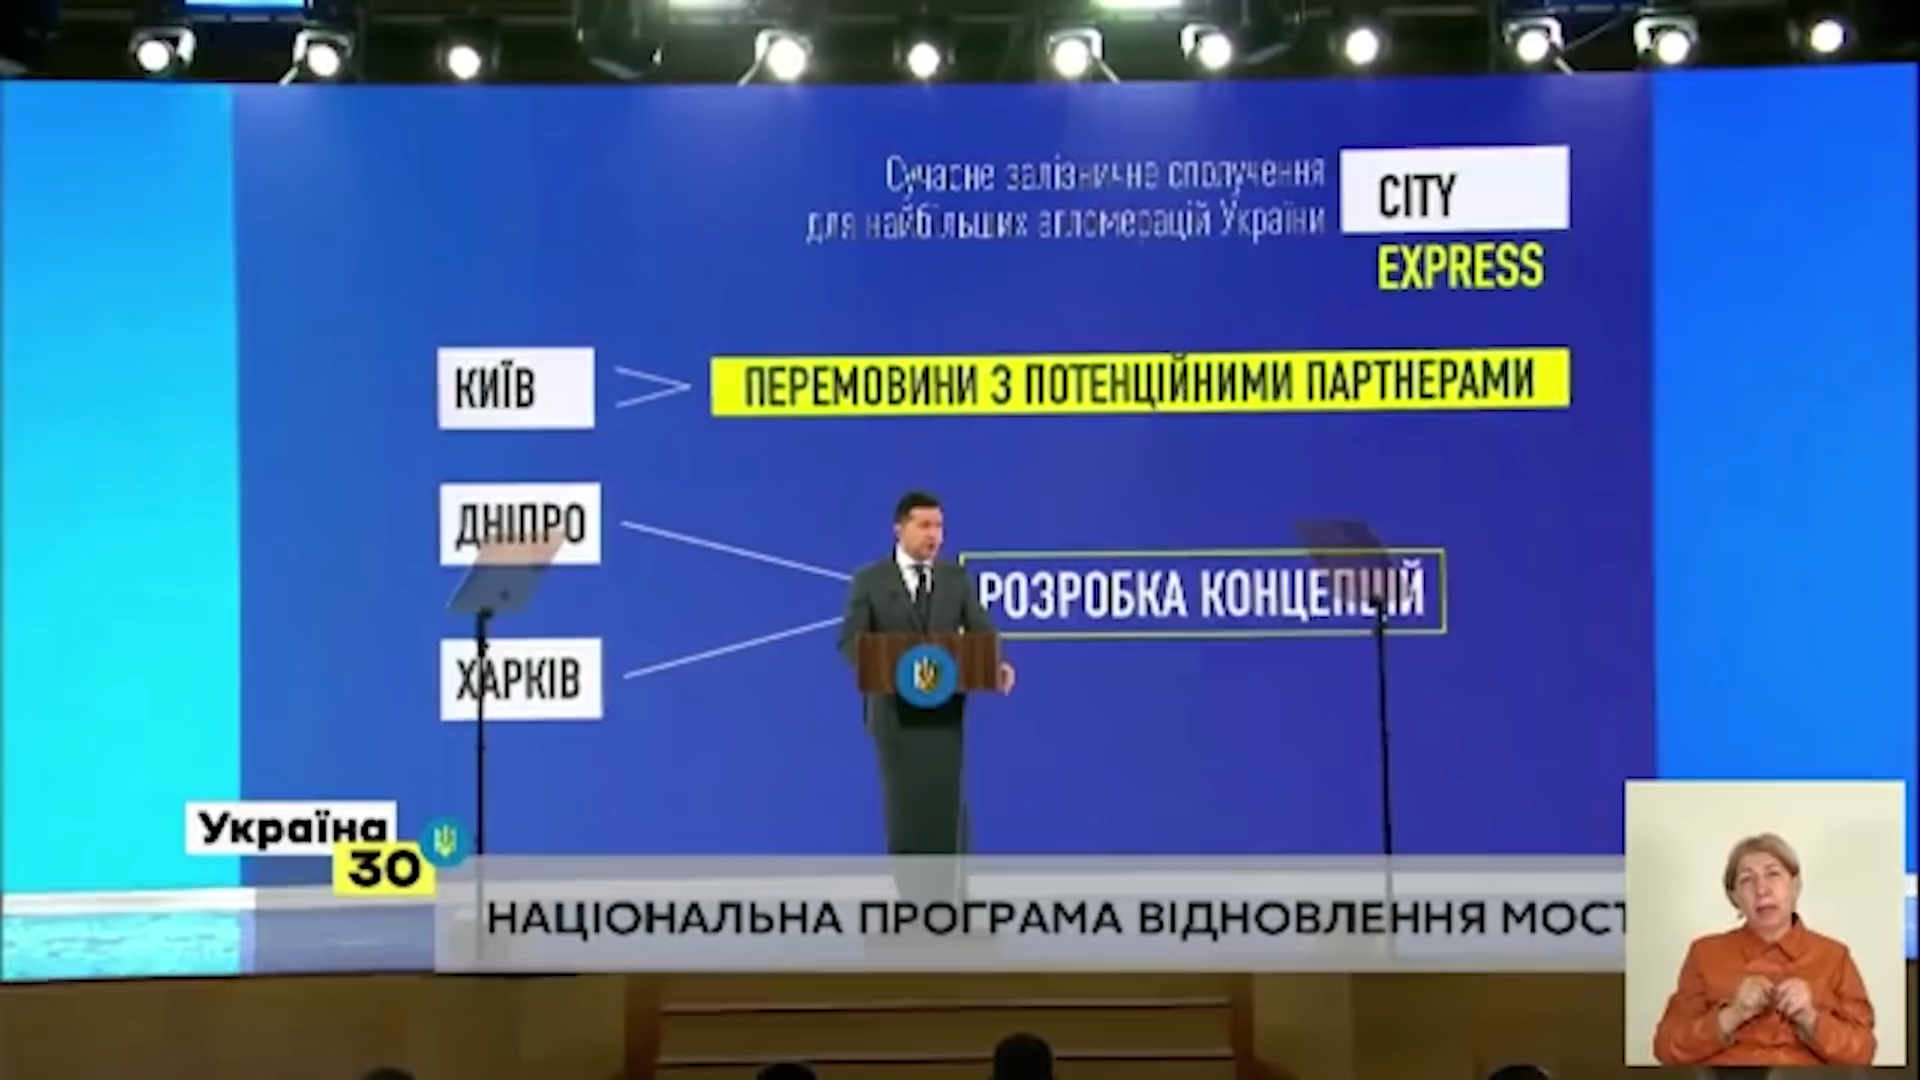 Сучасне залізничне сполучення
для найбільших агломерацій України
CITY
EXPRESS
КИЇВ
ПЕРЕМОВИНИ З ПОТЕНЦІЙНИМИ ПАРТНЕРАМИ
ДНІПРО
РОЗРОБКА КОНЦЕПЦІЙ
ХАРКІВ
Україна
30
НАЦІОНАЛЬНА ПРОГРАМА ВІДНОВЛЕННЯ МОСТ